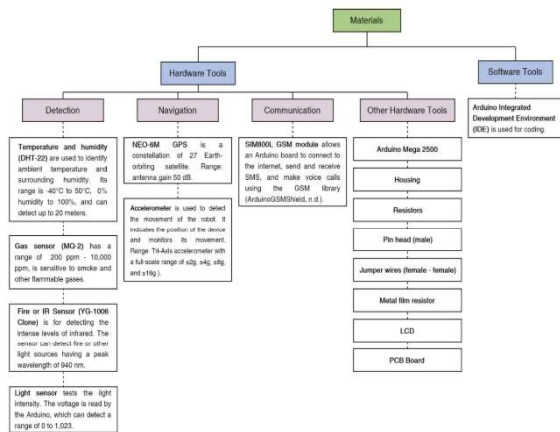 Materials
Hardware Tools
Software Tools
Detection
Navigation
Communication
Other Hardware Tools
Arduino Integrated
Development Environment
(IDE) is used for coding.
Temperature and humidity
(DHT-22) are used to identify
ambient temperature and
surrounding humidity. Its
range is -40°C to 50°C, 0%
humidity to 100%, and can
detect up to 20 meters.
Gas sensor (MQ-2) has a
range of 200 ppm - 10,000
ppm, is sensitive to smoke and
other flammable gases.
Fire or IR Sensor (YG-1006
Clone) is for detecting the
intense levels of infrared. The
sensor can detect fire or other
light sources having a peak
wavelength of 940 nm.
Light sensor tests the light
intensity. The voltage is read by
the Arduino, which can detect a
range of 0 to 1,023.
NEO-6M GPS is a
constellation of 27 Earth-
orbiting satellite. Range:
antenna gain 50 dB.
Accelerometer is used to detect
the movement of the robot. It
indicates the position of the device
and monitors its movement.
Range: Tri-Axis accelerometer with
a full-scale range of ±2g, ±4g, ±8g,
and ±16g ).
SIM800L GSM module allows
an Arduino board to connect to
the Internet, send and receive
SMS, and make voice calls
using the GSM library
(ArduinoGSMShield, n.d.).
Arduino Mega 2500
Housing
Resistors
Pin head (male)
Jumper wires (female - female)
Metal film resistor
LCD
PCB Board